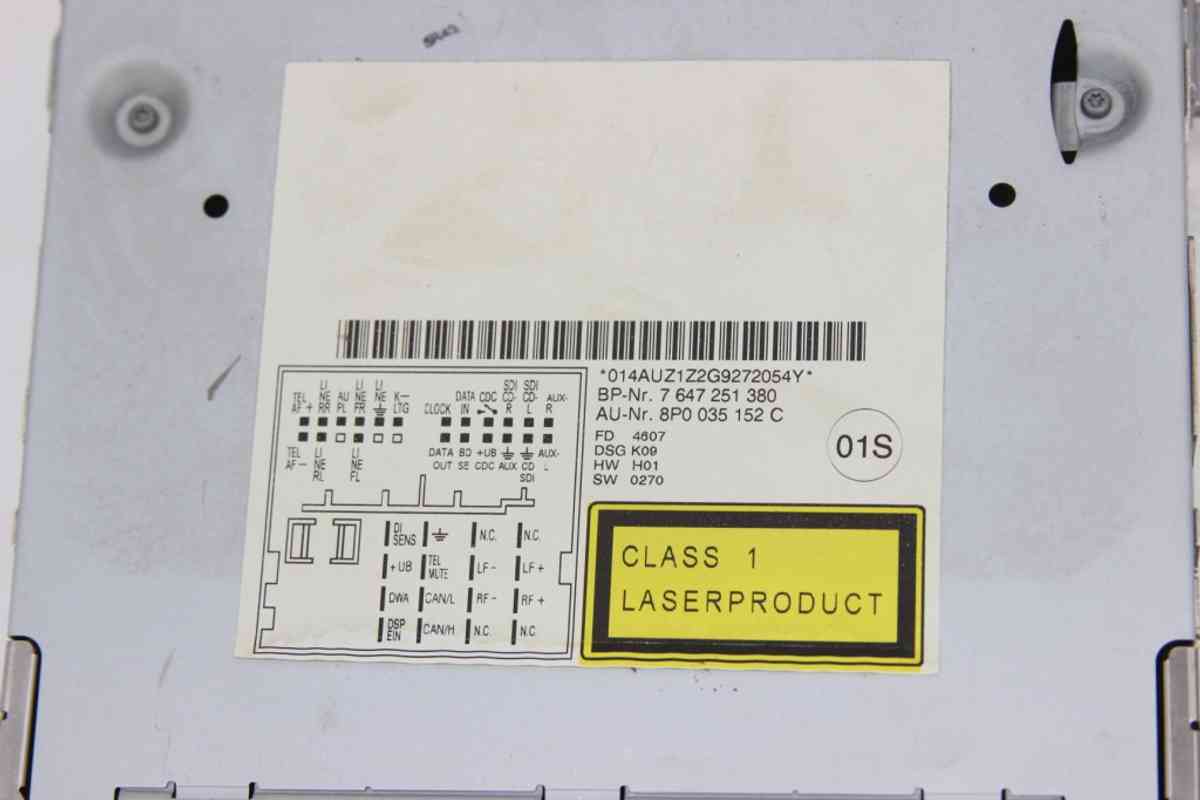 *014AUZ1Z2G9272054Y*
BP-Nr. 7 647 251 380
AU-Nr. 8P0 035 152 C
FD 4607
DSG K09
HW H01
SW 0270
01S
TEL AF + LI NE RR AU PL LI NE FR LI NE K- LTG
CLOCK DATA IN CDC SDI CD- R SDI CD- L AUX- R
TEL AF - LI NE RL LI NE FL
DATA OUT BD SE +UB CDC AUX CD SDI AUX- L
DI SENS N.C. N.C.
+UB TEL MUTE LF- LF+
DWA CAN/L RF- RF+
DSP EIN CAN/H N.C. N.C.
CLASS 1
LASERPRODUCT